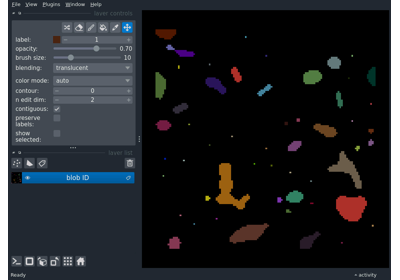 File View Plugins Window Help
layer controls
label: 1
opacity: 0.70
brush size: 10
blending: translucent
color mode: auto
contour: 0
n edit dim: 2
contiguous:
preserve
labels:
show
selected:
layer list
blob ID
Ready
activity